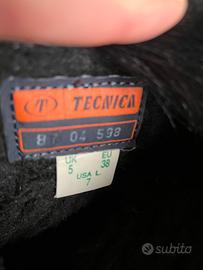 T TECNICA
87 04 598
UK EU
5 38
USA L.
7
subito